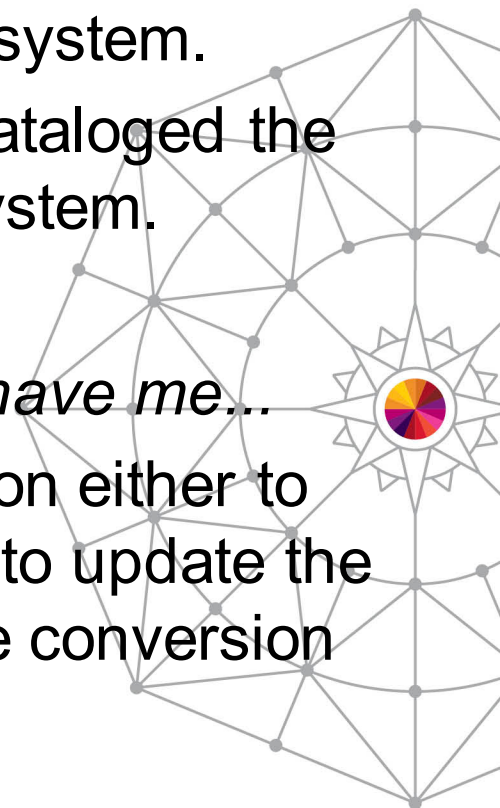 system.
ataloged the
ystem.
have me...
on either to
to update the
e conversion